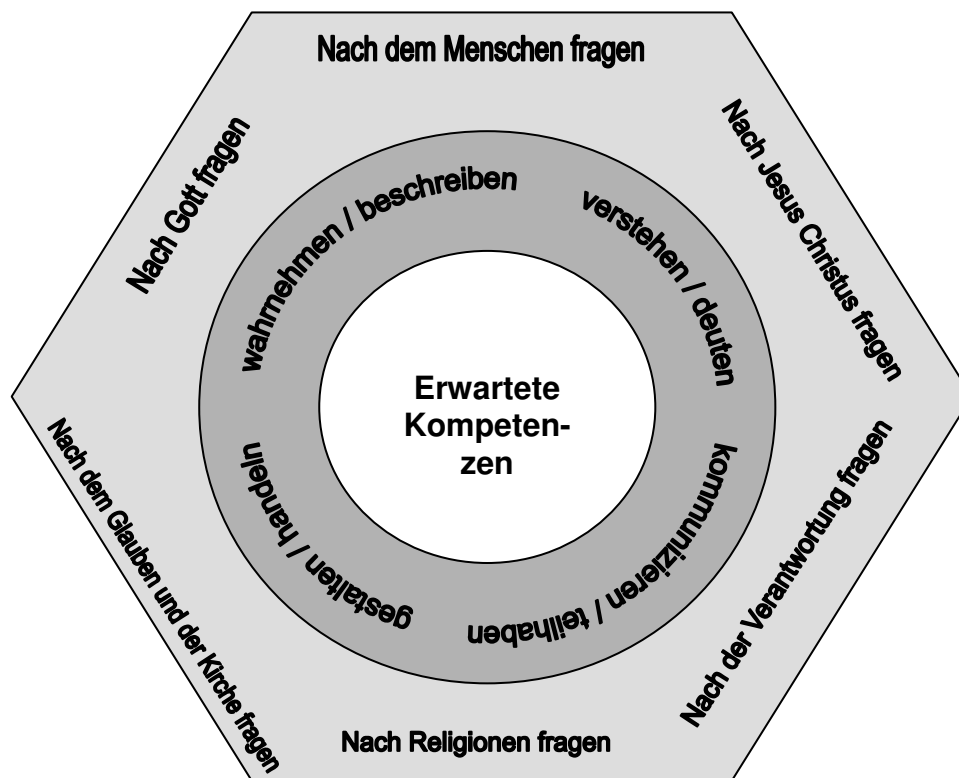 Nach dem Menschen fragen
Nach Jesus Christus fragen
Nach der Verantwortung fragen
Nach Religionen fragen
Nach dem Glauben und der Kirche fragen
Nach Gott fragen
wahrnehmen / beschreiben
verstehen / deuten
kommunizieren / teilhaben
gestalten / handeln
Erwartete
Kompeten-
zen